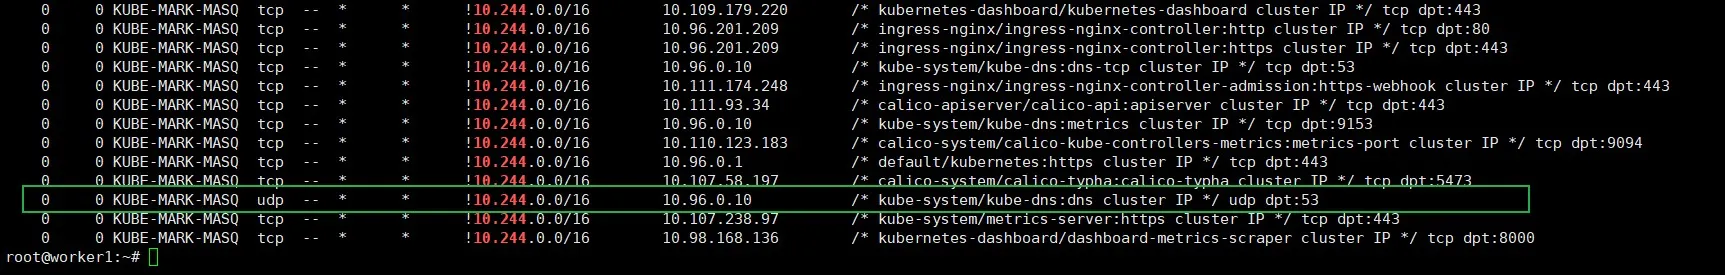 0 0 KUBE-MARK-MASQ tcp -- * * !10.244.0.0/16 10.109.179.220 /* kubernetes-dashboard/kubernetes-dashboard cluster IP */ tcp dpt:443
0 0 KUBE-MARK-MASQ tcp -- * * !10.244.0.0/16 10.96.201.209 /* ingress-nginx/ingress-nginx-controller:http cluster IP */ tcp dpt:80
0 0 KUBE-MARK-MASQ tcp -- * * !10.244.0.0/16 10.96.201.209 /* ingress-nginx/ingress-nginx-controller:https cluster IP */ tcp dpt:443
0 0 KUBE-MARK-MASQ tcp -- * * !10.244.0.0/16 10.96.0.10 /* kube-system/kube-dns:dns-tcp cluster IP */ tcp dpt:53
0 0 KUBE-MARK-MASQ tcp -- * * !10.244.0.0/16 10.111.174.248 /* ingress-nginx/ingress-nginx-controller-admission:https-webhook cluster IP */ tcp dpt:443
0 0 KUBE-MARK-MASQ tcp -- * * !10.244.0.0/16 10.111.93.34 /* calico-apiserver/calico-api:apiserver cluster IP */ tcp dpt:443
0 0 KUBE-MARK-MASQ tcp -- * * !10.244.0.0/16 10.96.0.10 /* kube-system/kube-dns:metrics cluster IP */ tcp dpt:9153
0 0 KUBE-MARK-MASQ tcp -- * * !10.244.0.0/16 10.110.123.183 /* calico-system/calico-kube-controllers-metrics:metrics-port cluster IP */ tcp dpt:9094
0 0 KUBE-MARK-MASQ tcp -- * * !10.244.0.0/16 10.96.0.1 /* default/kubernetes:https cluster IP */ tcp dpt:443
0 0 KUBE-MARK-MASQ tcp -- * * !10.244.0.0/16 10.107.58.197 /* calico-system/calico-typha:calico-typha cluster IP */ tcp dpt:5473
0 0 KUBE-MARK-MASQ udp -- * * !10.244.0.0/16 10.96.0.10 /* kube-system/kube-dns:dns cluster IP */ udp dpt:53
0 0 KUBE-MARK-MASQ tcp -- * * !10.244.0.0/16 10.107.238.97 /* kube-system/metrics-server:https cluster IP */ tcp dpt:443
0 0 KUBE-MARK-MASQ tcp -- * * !10.244.0.0/16 10.98.168.136 /* kubernetes-dashboard/dashboard-metrics-scraper cluster IP */ tcp dpt:8000
root@worker1:~#